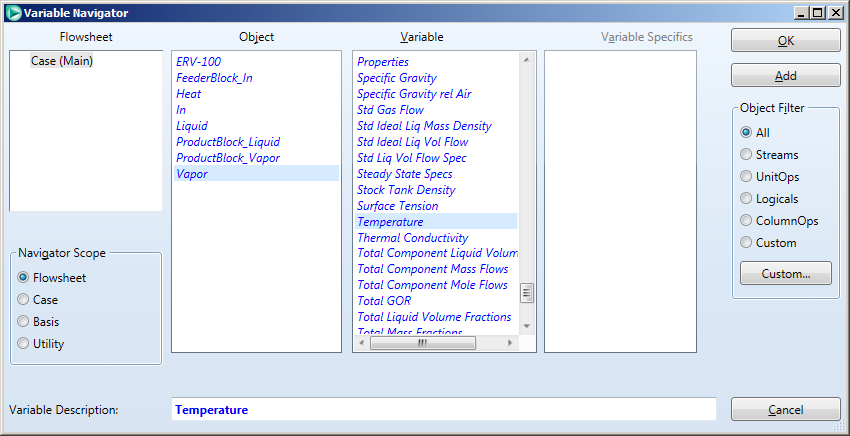 Variable Navigator
Flowsheet
Object
Variable
Variable Specifics
OK
Add
Cancel
Case (Main)
ERV-100
FeederBlock_In
Heat
In
Liquid
ProductBlock_Liquid
ProductBlock_Vapor
Vapor
Properties
Specific Gravity
Specific Gravity rel Air
Std Gas Flow
Std Ideal Liq Mass Density
Std Ideal Liq Vol Flow
Std Liq Vol Flow Spec
Steady State Specs
Stock Tank Density
Surface Tension
Temperature
Thermal Conductivity
Total Component Liquid Volum
Total Component Mass Flows
Total Component Mole Flows
Total GOR
Total Liquid Volume Fractions
Total Mass Fractions
Object Filter
All
Streams
UnitOps
Logicals
ColumnOps
Custom
Custom...
Navigator Scope
Flowsheet
Case
Basis
Utility
Variable Description:
Temperature